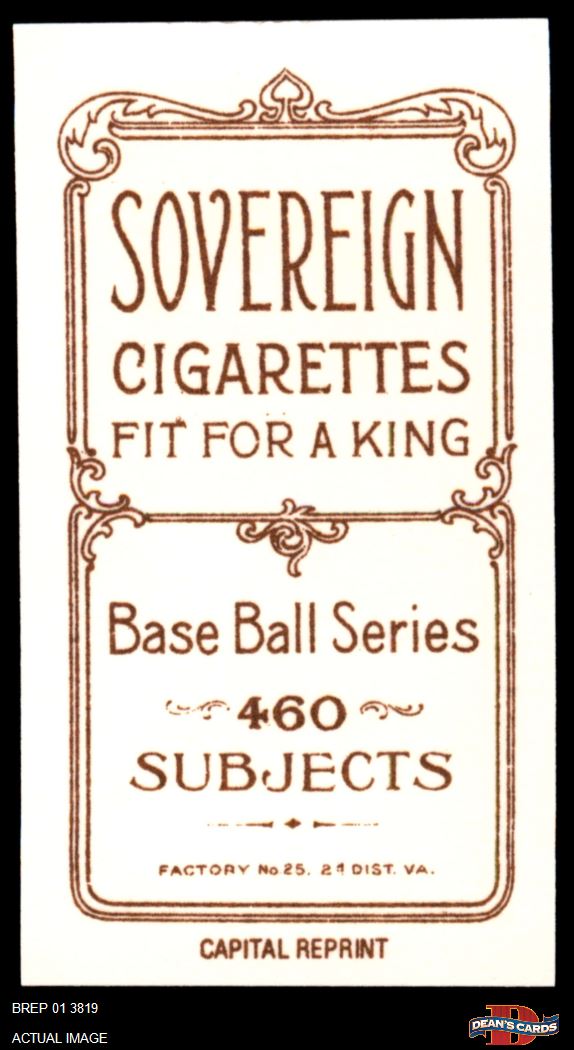 SOVEREIGN
CIGARETTES
FIT FOR A KING
Base Ball Series
460
SUBJECTS
FACTORY No 25. 2d DIST. VA.
CAPITAL REPRINT
BREP 01 3819
ACTUAL IMAGE
D
DEAN'S CARDS